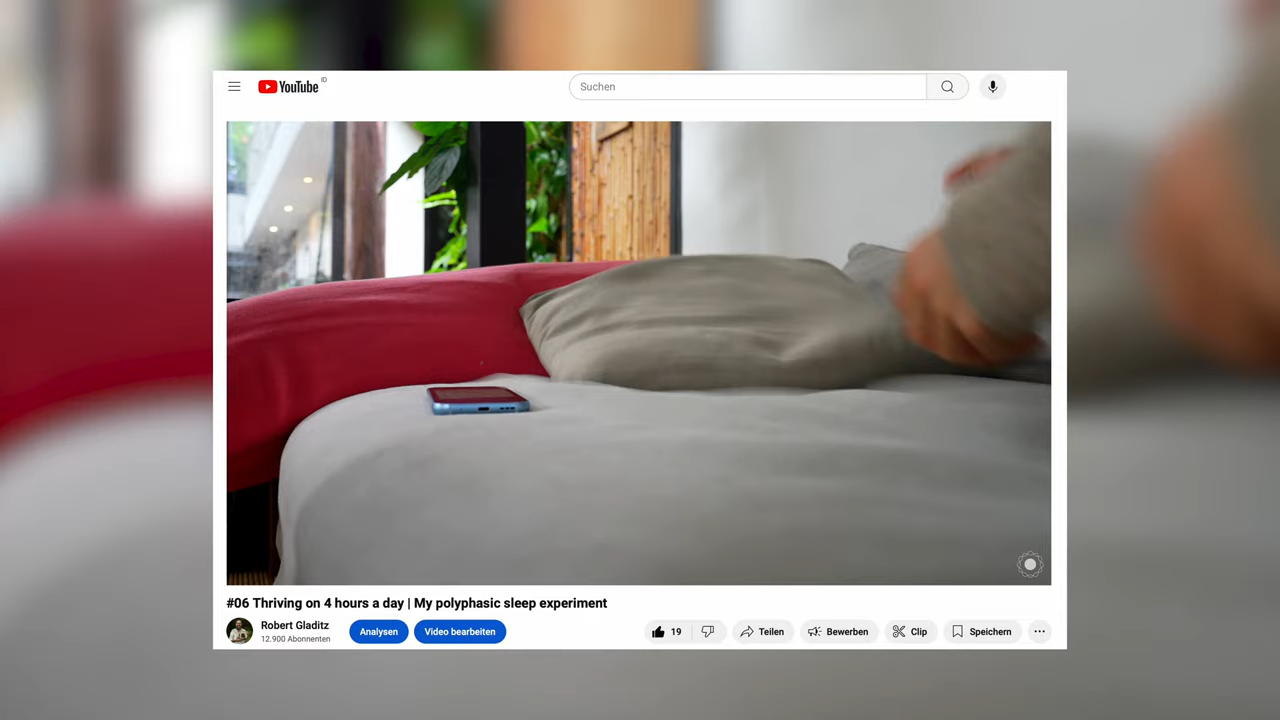 YouTube ID
Suchen
#06 Thriving on 4 hours a day | My polyphasic sleep experiment
Robert Gladitz
12.900 Abonnenten
Analysen
Video bearbeiten
19
Teilen
Bewerben
Clip
Speichern